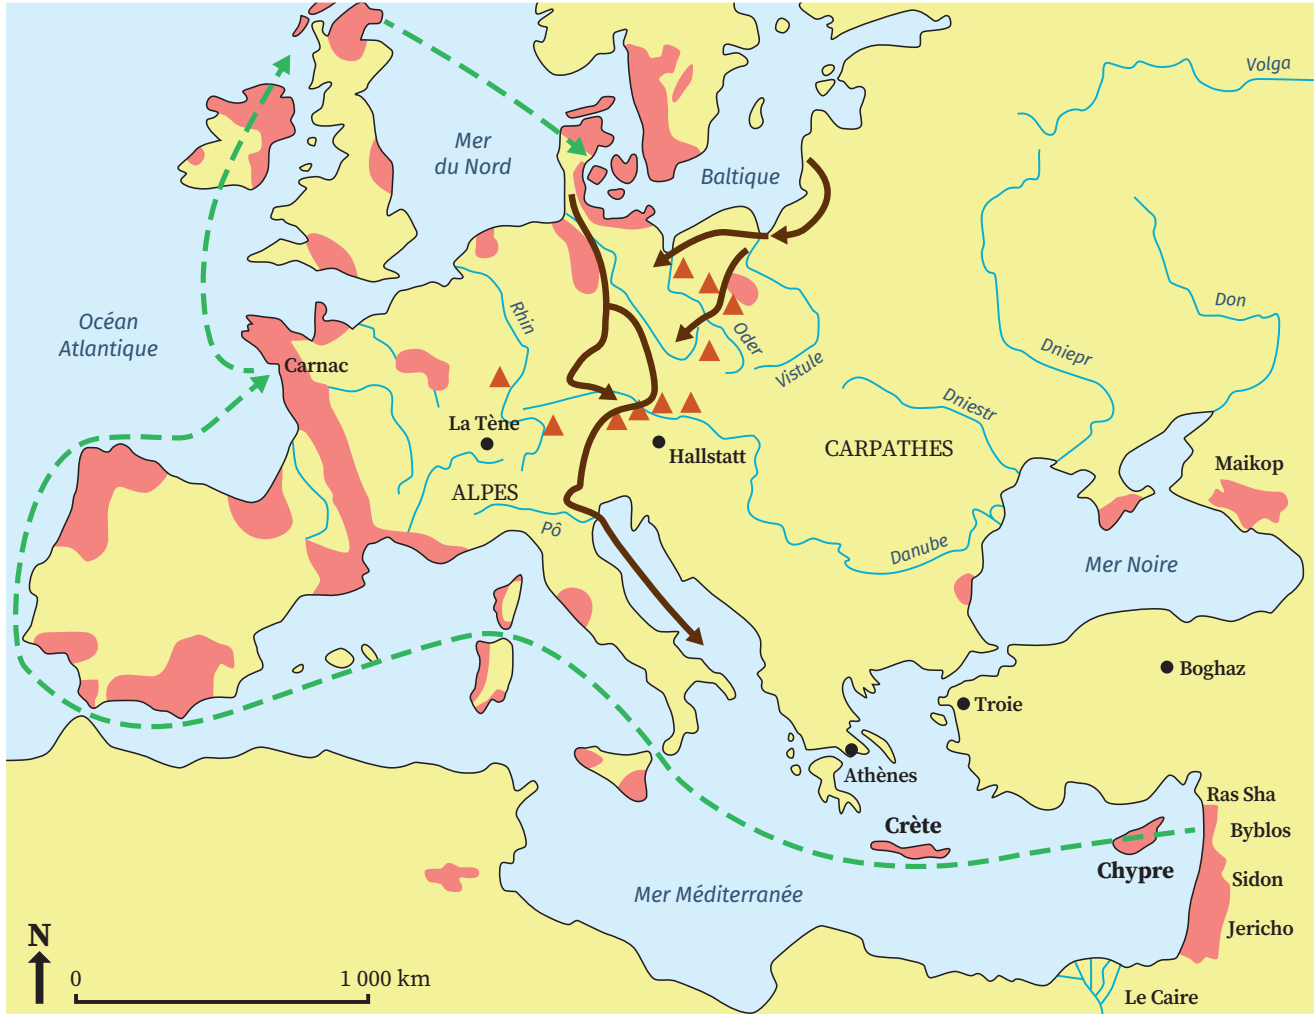 Volga
Mer
du Nord
Baltique
Océan
Atlantique
Rhin
Oder
Vistule
Don
Dniepr
Carnac
Dniestr
La Tène
Hallstatt
CARPATHES
Maikop
ALPES
Pô
Danube
Mer Noire
Boghaz
Troie
Athènes
Ras Sha
Crète
Byblos
Chypre
Sidon
Mer Méditerranée
Jericho
N
0
1 000 km
Le Caire